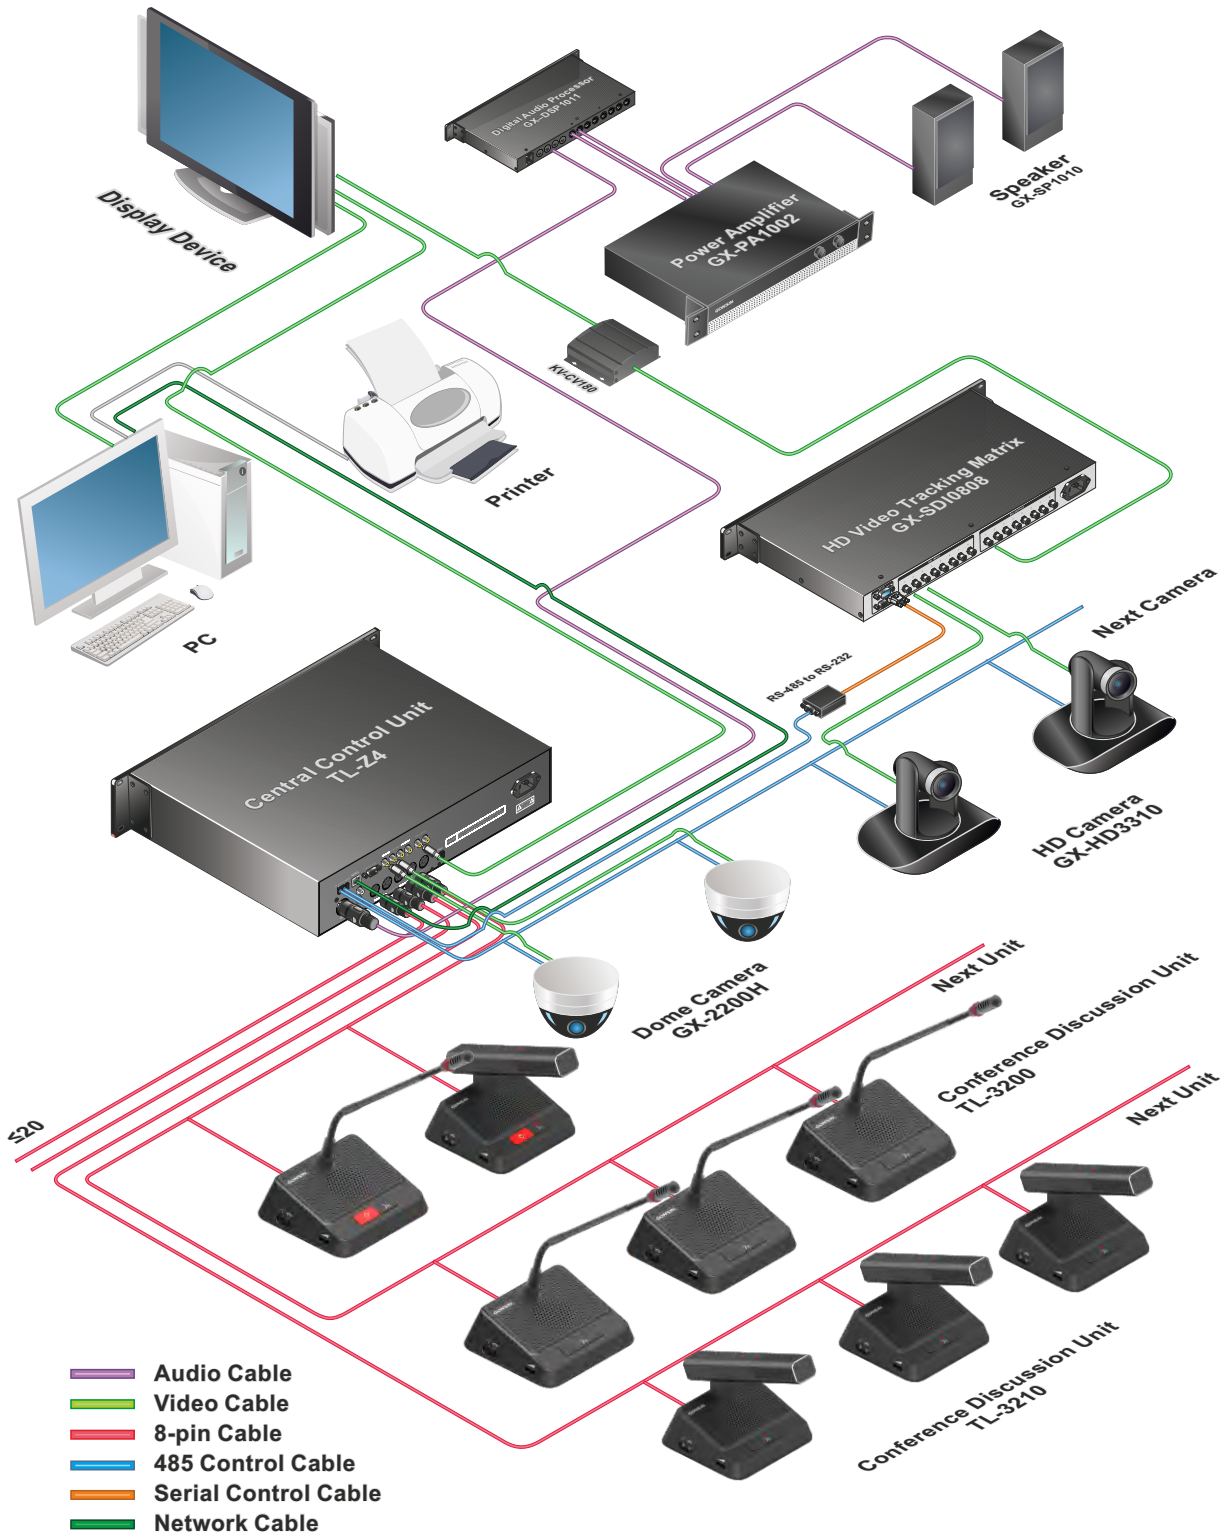 Digital Audio Processor
GX-DSP1011
Speaker
GX-SP1010
Display Device
Power Amplifier
GX-PA1002
GONSIN
KV-CV180
Printer
HD Video Tracking Matrix
GX-SDI0808
PC
Next Camera
RS-485 to RS-232
Central Control Unit
TL-Z4
HD Camera
GX-HD3310
Dome Camera
GX-2200H
Next Unit
Conference Discussion Unit
TL-3200
Next Unit
≤20
Conference Discussion Unit
TL-3210
Audio Cable
Video Cable
8-pin Cable
485 Control Cable
Serial Control Cable
Network Cable